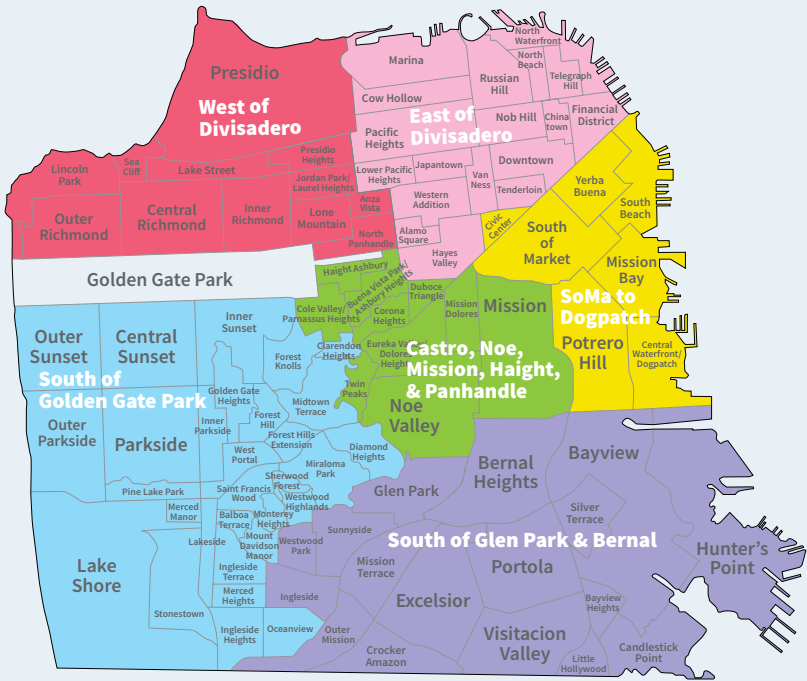 Presidio
West of
Divisadero
Presidio
Heights
Lincoln
Park
Sea
Cliff
Lake Street
Jordan Park/
Laurel Heights
Outer
Richmond
Central
Richmond
Inner
Richmond
Lone
Mountain
Anza
Vista
North
Panhandle
North
Waterfront
Marina
Russian
Hill
North
Beach
Telegraph
Hill
Cow Hollow
East of
Divisadero
Pacific
Heights
Nob Hill
China
town
Financial
District
Lower Pacific
Heights
Japantown
Van
Ness
Downtown
Tenderloin
Western
Addition
Alamo
Square
Hayes
Valley
Civic
Center
Yerba
Buena
South
Beach
South
of
Market
Mission
Bay
SoMa to
Dogpatch
Potrero
Hill
Central
Waterfront/
Dogpatch
Golden Gate Park
Haight Ashbury
Buena Vista Park/
Ashbury Heights
Duboce
Triangle
Cole Valley/
Parnassus Heights
Corona
Heights
Mission
Dolores
Mission
Clarendon
Heights
Eureka Valley/
Dolores
Heights
Castro, Noe,
Mission, Haight,
& Panhandle
Twin
Peaks
Noe
Valley
Inner
Sunset
Outer
Sunset
Central
Sunset
Forest
Knolls
South of
Golden Gate Park
Golden Gate
Heights
Midtown
Terrace
Outer
Parkside
Parkside
Inner
Parkside
Forest
Hill
Forest Hills
Extension
West
Portal
Diamond
Heights
Miraloma
Park
Pine Lake Park
Saint Francis
Wood
Sherwood
Forest
Westwood
Highlands
Merced
Manor
Balboa
Terrace
Monterey
Heights
Lakeside
Mount
Davidson
Manor
Westwood
Park
Lake
Shore
Ingleside
Terrace
Merced
Heights
Stonestown
Ingleside
Heights
Oceanview
Glen Park
Bernal
Heights
Bayview
Sunnyside
South of Glen Park & Bernal
Silver
Terrace
Hunter's
Point
Mission
Terrace
Portola
Ingleside
Excelsior
Bayview
Heights
Outer
Mission
Crocker
Amazon
Visitacion
Valley
Little
Hollywood
Candlestick
Point